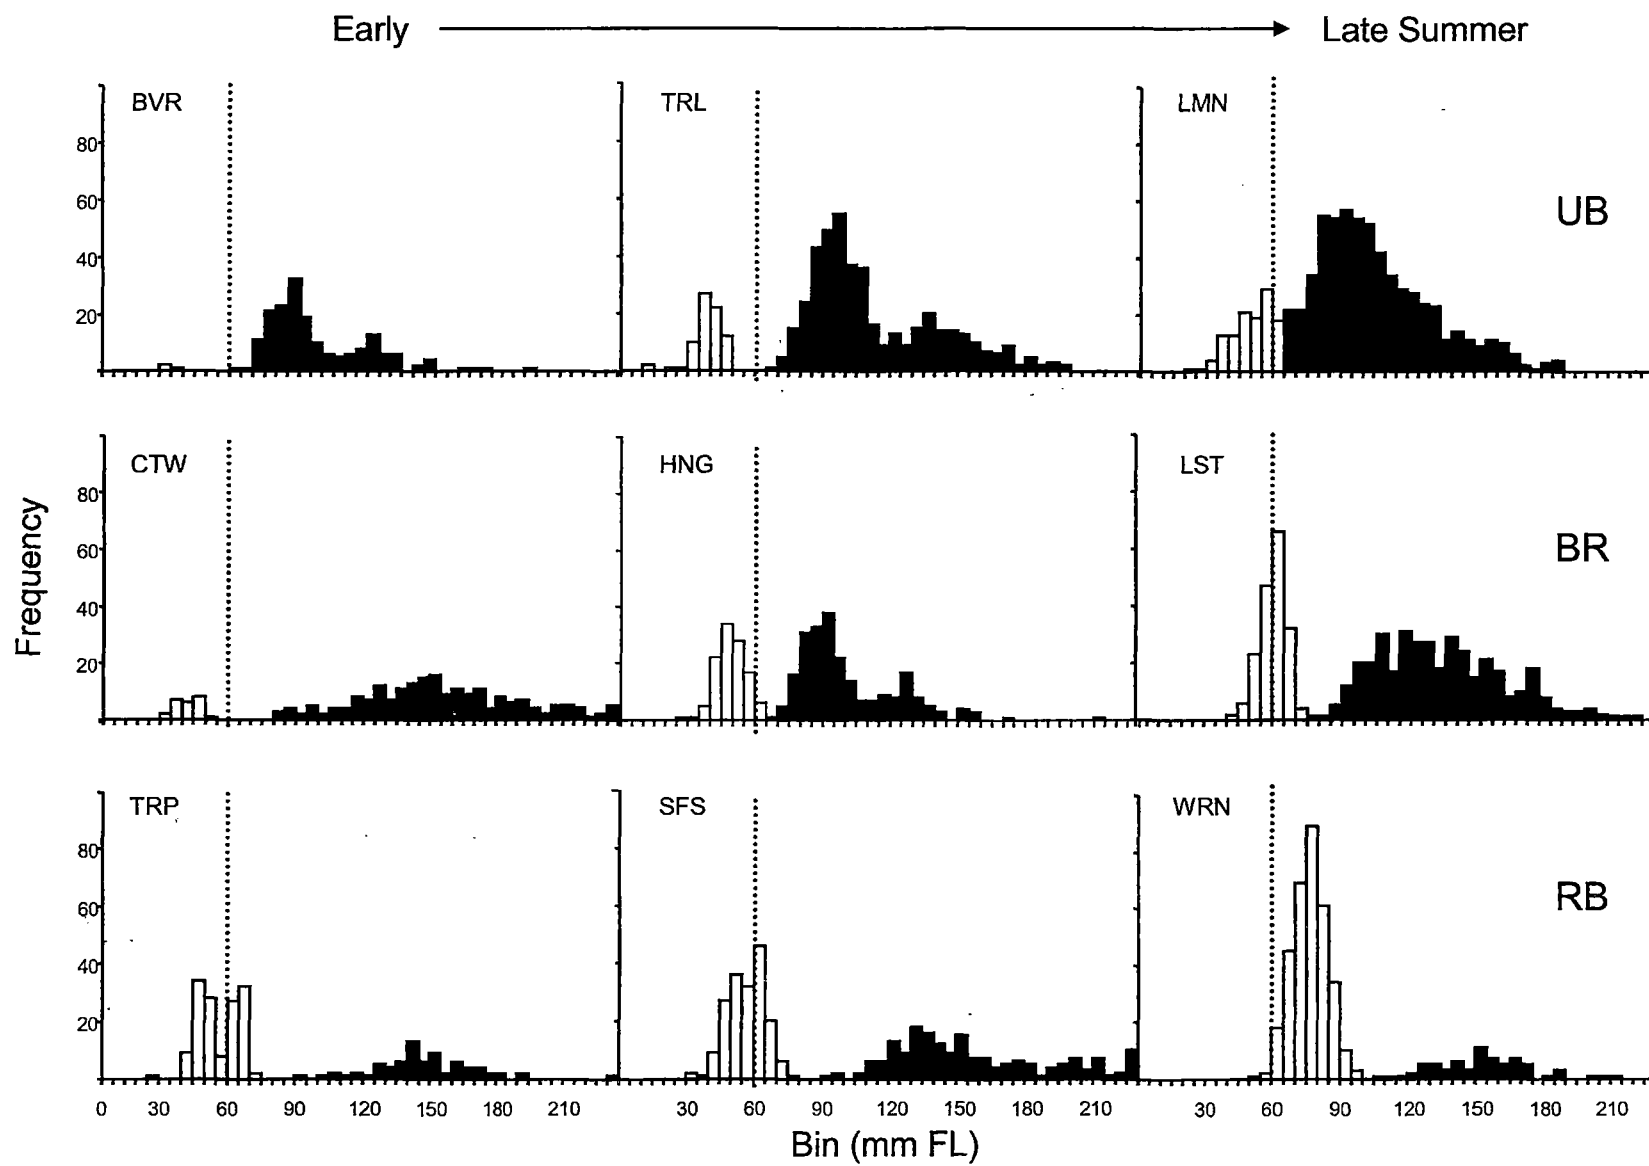 Early Late Summer
BVR TRL LMN
80
60 UB
40
20
CTW HNG LST
80
60 BR
40
20
Frequency
TRP SFS WRN
80
60 RB
40
20
0 30 60 90 120 150 180 210 30 60 90 120 150 180 210 30 60 90 120 150 180 210
Bin (mm FL)